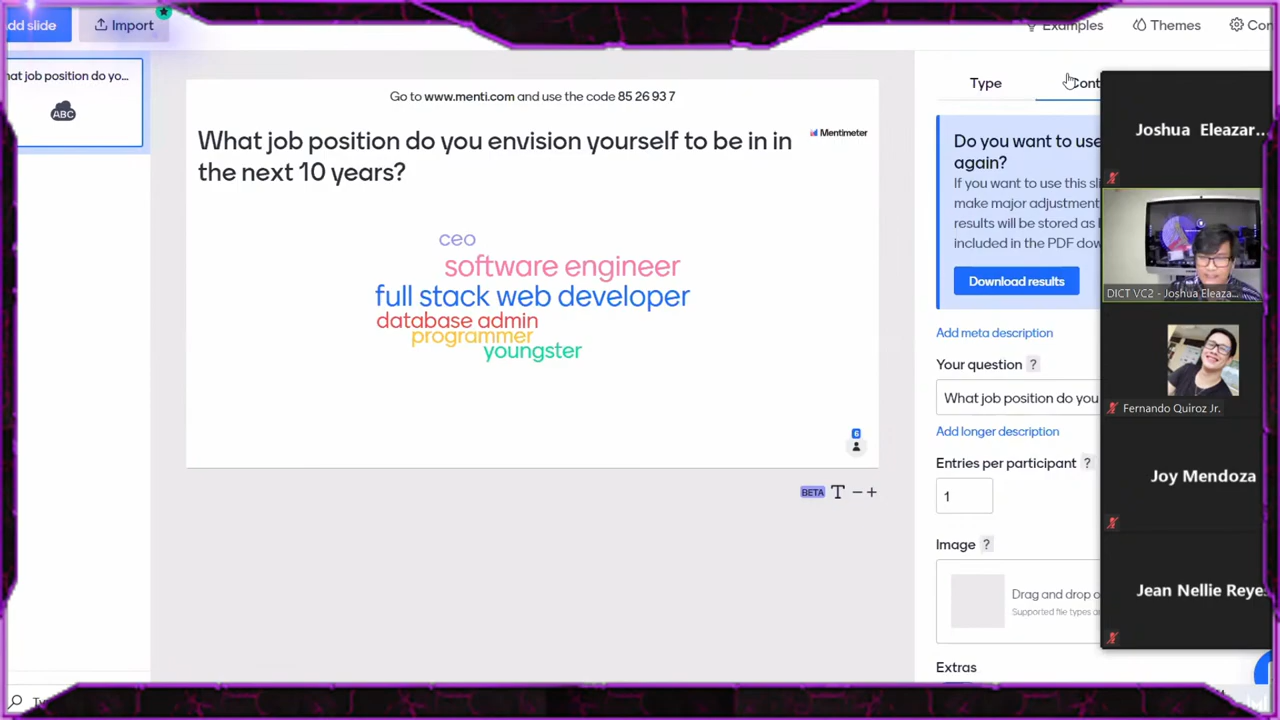 dd slide
Import
Examples
Themes
Con
hat job position do yo...
ABC
Go to www.menti.com and use the code 85 26 93 7
What job position do you envision yourself to be in in
the next 10 years?
Mentimeter
ceo
software engineer
full stack web developer
database admin
programmer
youngster
6
BETA T − +
Type
Cont
Do you want to use
again?
If you want to use this sl
make major adjustment
results will be stored as
included in the PDF dow
Download results
Add meta description
Your question ?
What job position do you
Add longer description
Entries per participant ?
1
Image ?
Drag and drop o
Supported file types ar
Extras
Joshua Eleazar...
DICT VC2 - Joshua Eleaza...
Fernando Quiroz Jr.
Joy Mendoza
Jean Nellie Reye